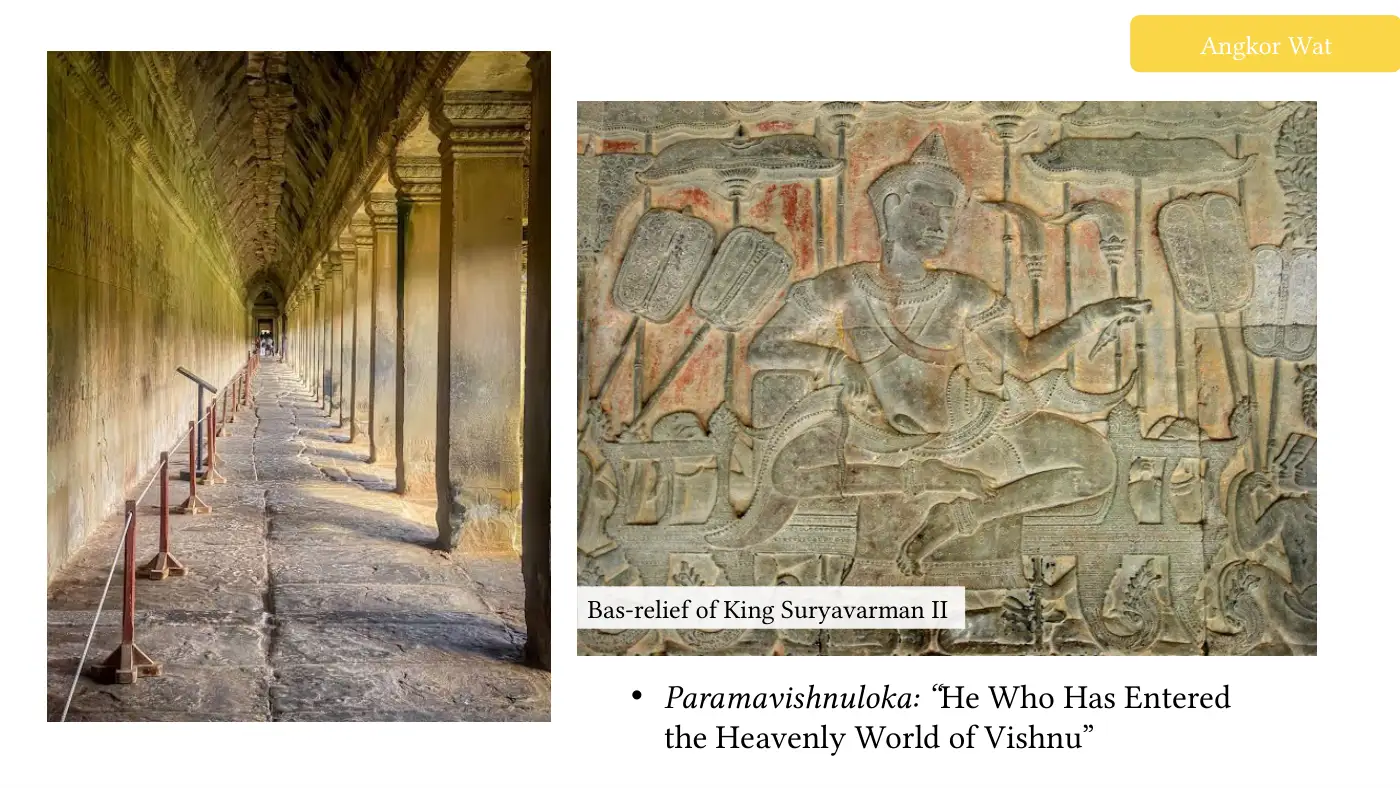 Angkor Wat
Bas-relief of King Suryavarman II
• Paramavishnuloka: “He Who Has Entered
the Heavenly World of Vishnu”